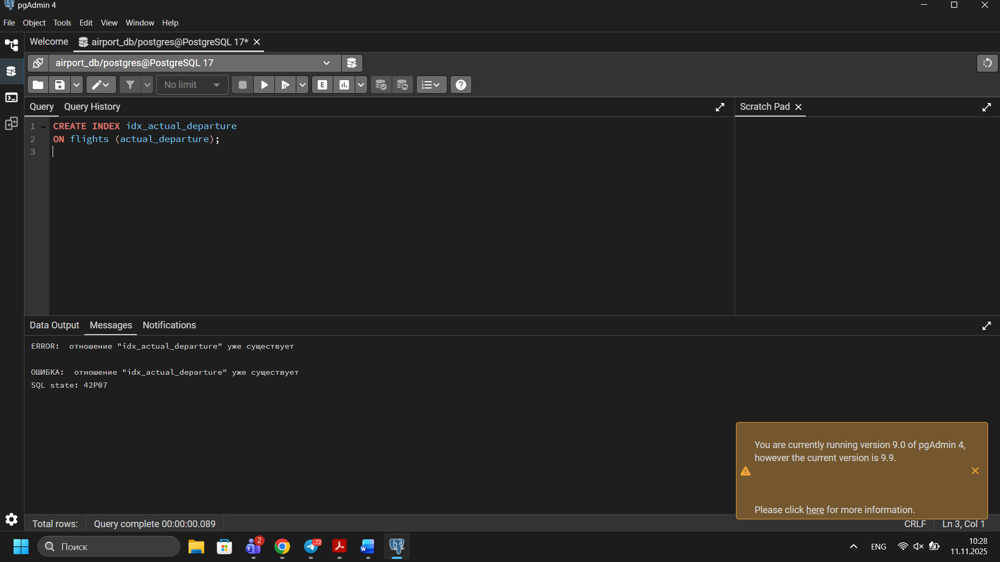 pgAdmin 4
File Object Tools Edit View Window Help
Welcome airport_db/postgres@PostgreSQL 17*
airport_db/postgres@PostgreSQL 17
No limit
E
Query Query History
Scratch Pad
1 CREATE INDEX idx_actual_departure
2 ON flights (actual_departure);
3
Data Output Messages Notifications
ERROR: отношение "idx_actual_departure" уже существует
ОШИБКА: отношение "idx_actual_departure" уже существует
SQL state: 42P07
You are currently running version 9.0 of pgAdmin 4,
however the current version is 9.9.
Please click here for more information.
Total rows: Query complete 00:00:00.089
CRLF Ln 3, Col 1
Поиск
2
72
ENG
10:28
11.11.2025